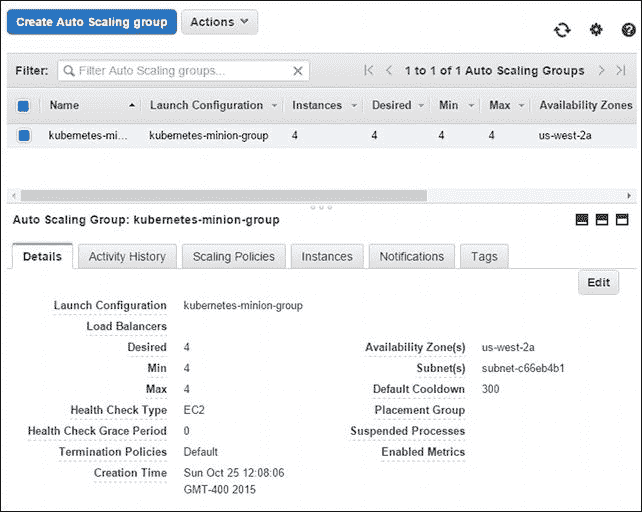 Create Auto Scaling group Actions
Filter: Filter Auto Scaling groups... 1 to 1 of 1 Auto Scaling Groups
Name Launch Configuration Instances Desired Min Max Availability Zones
kubernetes-mi... kubernetes-minion-group 4 4 4 4 us-west-2a
Auto Scaling Group: kubernetes-minion-group
Details Activity History Scaling Policies Instances Notifications Tags
Edit
Launch Configuration kubernetes-minion-group
Load Balancers
Desired 4 Availability Zone(s) us-west-2a
Min 4 Subnet(s) subnet-c66eb4b1
Max 4 Default Cooldown 300
Health Check Type EC2 Placement Group
Health Check Grace Period 0 Suspended Processes
Termination Policies Default Enabled Metrics
Creation Time Sun Oct 25 12:08:06
GMT-400 2015